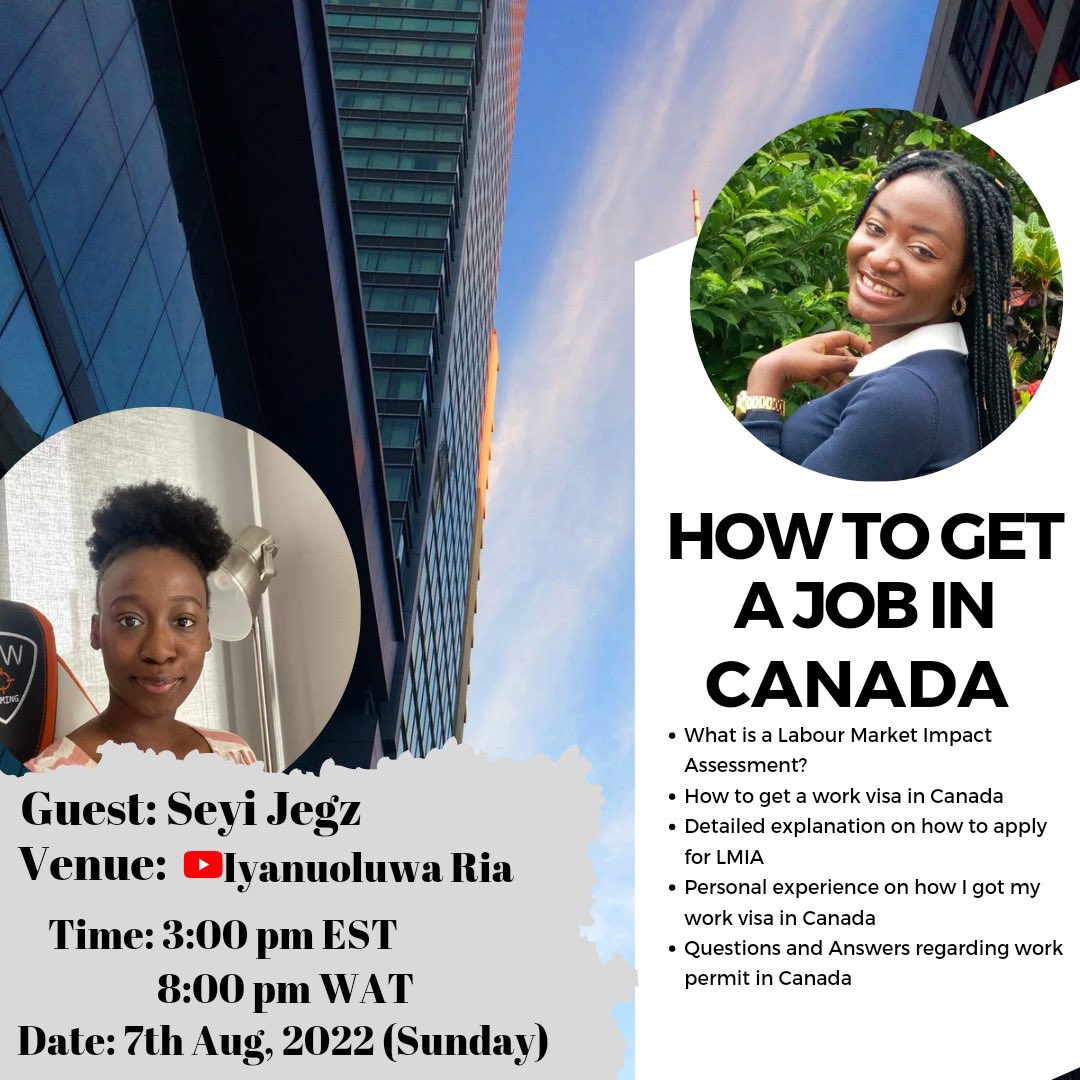 HOW TO GET
A JOB IN
CANADA
• What is a Labour Market Impact
Assessment?
• How to get a work visa in Canada
• Detailed explanation on how to apply
for LMIA
• Personal experience on how I got my
work visa in Canada
• Questions and Answers regarding work
permit in Canada
W
MING
Guest: Seyi Jegz
Venue: Iyanuoluwa Ria
Time: 3:00 pm EST
8:00 pm WAT
Date: 7th Aug, 2022 (Sunday)